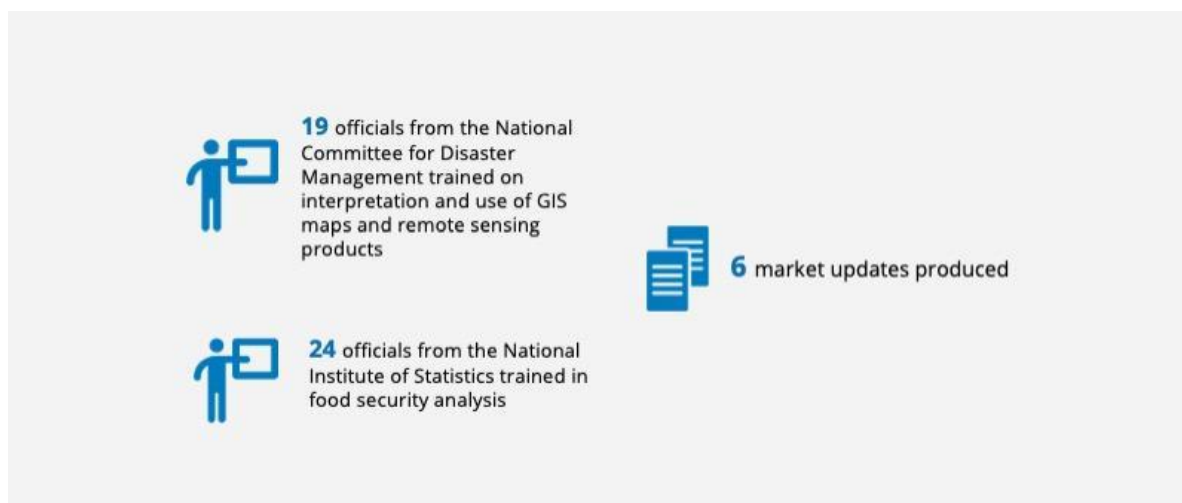 19 officials from the National
Committee for Disaster
Management trained on
interpretation and use of GIS
maps and remote sensing
products
6 market updates produced
24 officials from the National
Institute of Statistics trained in
food security analysis